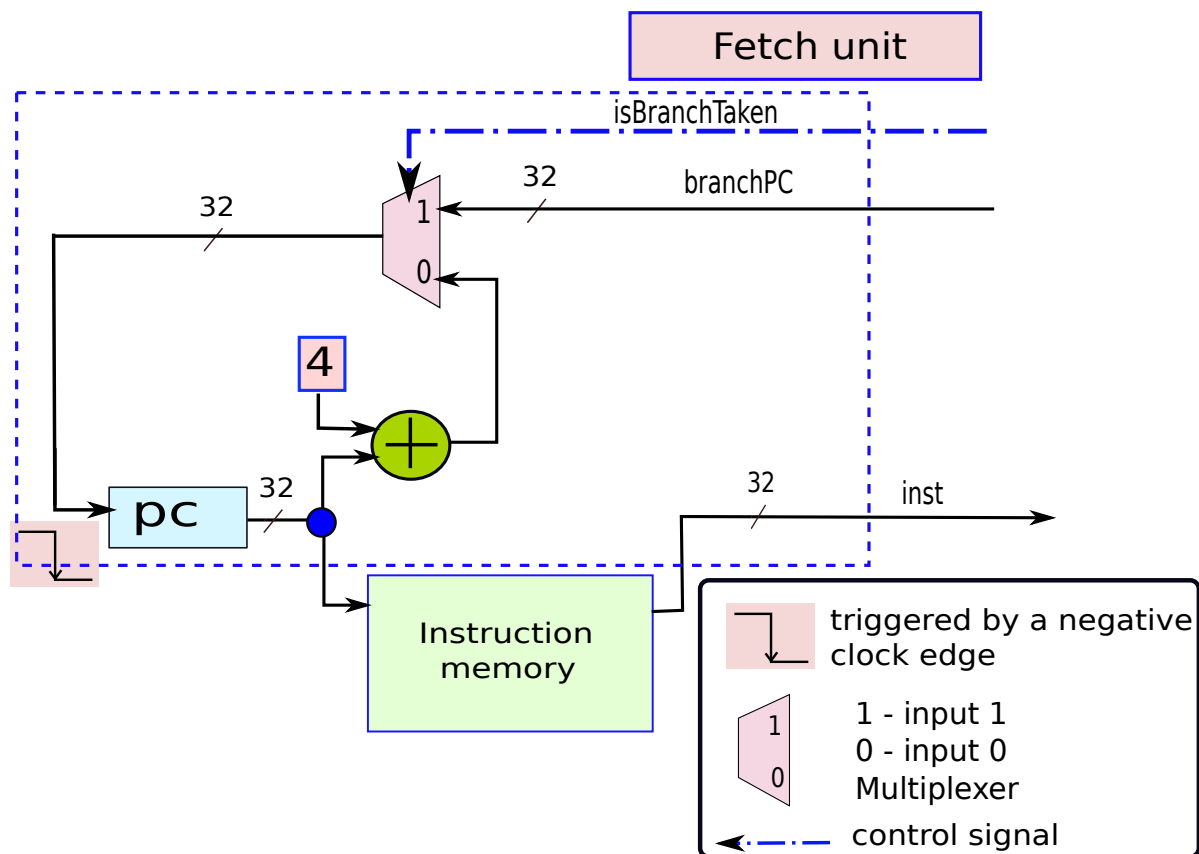 Fetch unit
isBranchTaken
32
branchPC
32
1
0
4
32
pc
32
inst
Instruction
memory
triggered by a negative
clock edge
1
0
1 - input 1
0 - input 0
Multiplexer
control signal